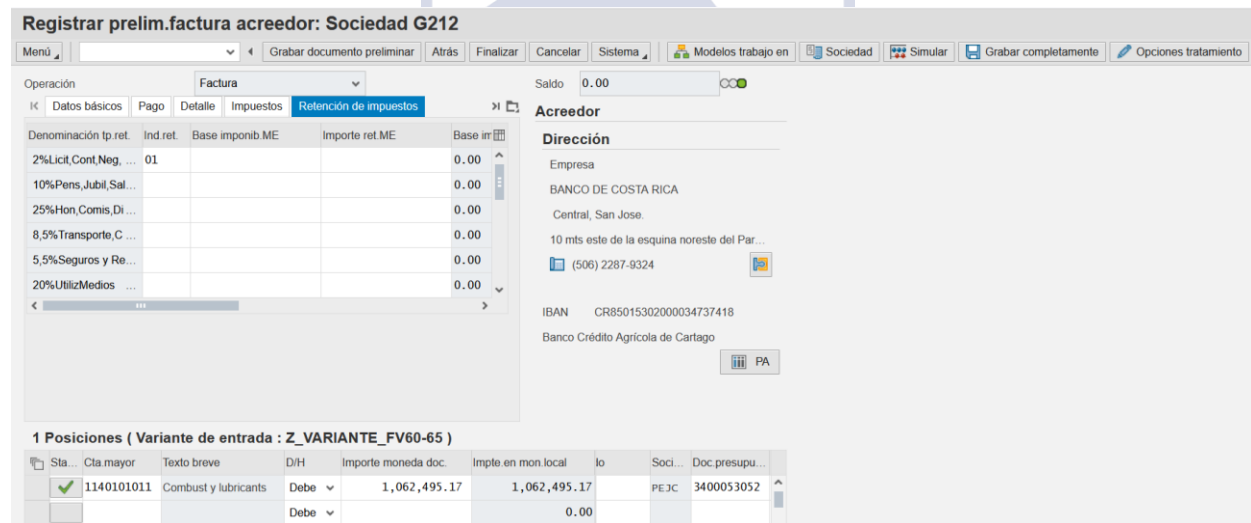 Registrar prelim.factura acreedor: Sociedad G212
Menú Grabar documento preliminar Atrás Finalizar Cancelar Sistema Modelos trabajo en Sociedad Simular Grabar completamente Opciones tratamiento
Operación Factura
Datos básicos Pago Detalle Impuestos Retención de impuestos
Denominación tp.ret. Ind.ret. Base imponib.ME Importe ret.ME Base im
2%Licit,Cont,Neg, ... 01 0.00
10%Pens,Jubil,Sal... 0.00
25%Hon,Comis,Di ... 0.00
8,5%Transporte,C ... 0.00
5,5%Seguros y Re... 0.00
20%UtilizMedios ... 0.00
Saldo 0.00
Acreedor
Dirección
Empresa
BANCO DE COSTA RICA
Central, San Jose.
10 mts este de la esquina noreste del Par...
(506) 2287-9324
IBAN CR85015302000034737418
Banco Crédito Agrícola de Cartago
PA
1 Posiciones ( Variante de entrada : Z_VARIANTE_FV60-65 )
Sta... Cta.mayor Texto breve D/H Importe moneda doc. Impte.en mon.local lo Soci... Doc.presupu...
1140101011 Combust y lubricants Debe 1,062,495.17 1,062,495.17 PEJC 3400053052
Debe 0.00